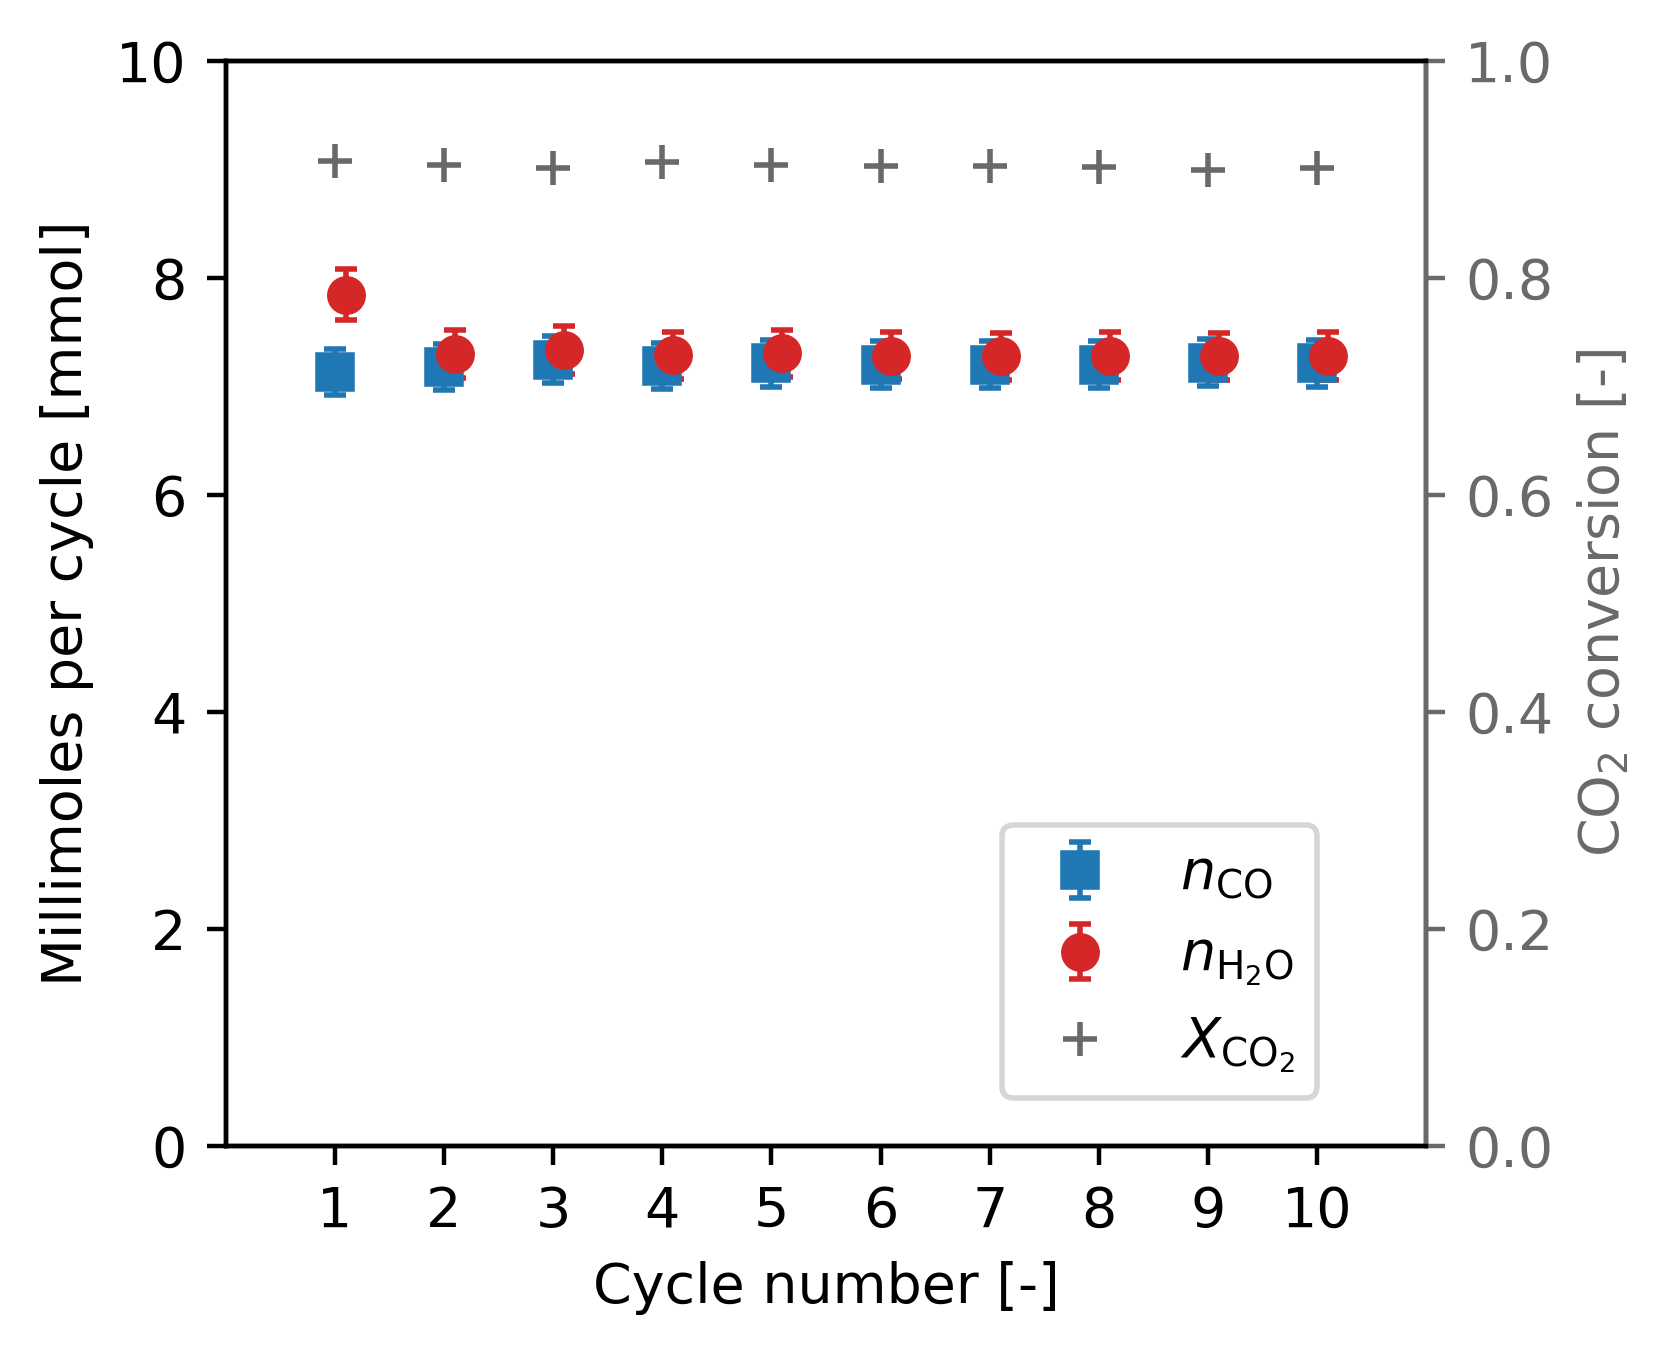 10
8
6
4
2
0
Millimoles per cycle [mmol]
1.0
0.8
0.6
0.4
0.2
0.0
CO₂ conversion [-]
n_CO
n_H₂O
X_CO₂
1 2 3 4 5 6 7 8 9 10
Cycle number [-]